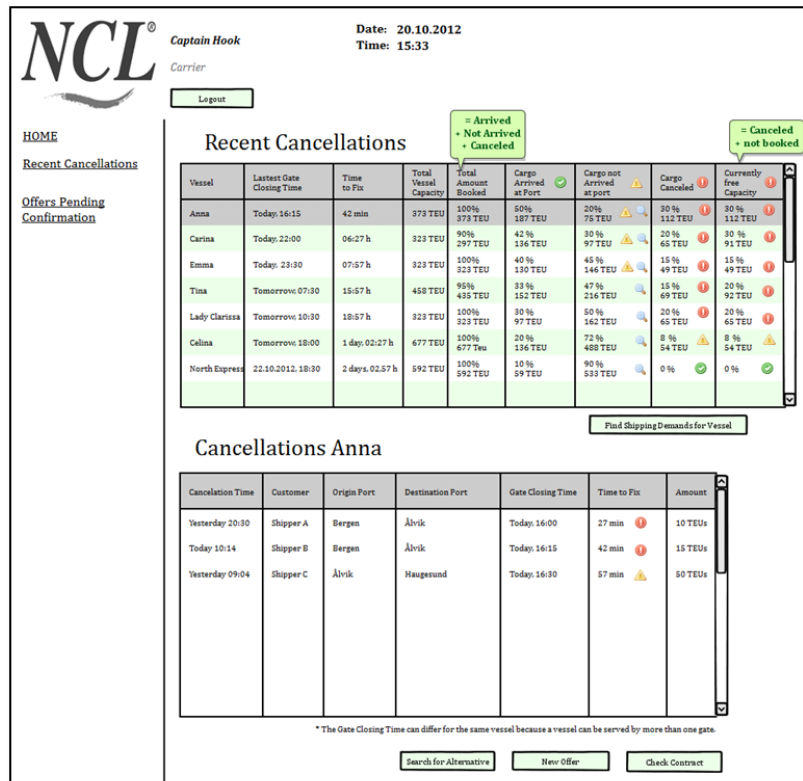 NCL®
Captain Hook
Carrier
Date: 20.10.2012
Time: 15:33
Logout
HOME
Recent Cancellations
Offers Pending
Confirmation
Recent Cancellations
= Arrived
+ Not Arrived
+ Canceled
= Canceled
+ not booked
Vessel
Lastest Gate
Closing Time
Time
to Fix
Total
Vessel
Capacity
Total
Amount
Booked
Cargo
Arrived
at Port
Cargo not
Arrived
at port
Cargo
Canceled
Currently
free
Capacity
Anna Today, 16:15 42 min 373 TEU 100% 50% 20% 30 % 30 %
373 TEU 187 TEU 75 TEU 112 TEU 112 TEU
Carina Today, 22:00 06:27 h 323 TEU 90% 42 % 30 % 20 % 30 %
297 TEU 136 TEU 97 TEU 65 TEU 91 TEU
Emma Today, 23:30 07:57 h 323 TEU 100% 40 % 45 % 15 % 15 %
323 TEU 130 TEU 146 TEU 49 TEU 49 TEU
Tina Tomorrow, 07:30 15:57 h 458 TEU 95% 33 % 47 % 15 % 20 %
435 TEU 152 TEU 216 TEU 69 TEU 92 TEU
Lady Clarissa Tomorrow, 10:30 18:57 h 323 TEU 100% 30 % 50 % 20 % 20 %
323 TEU 97 TEU 162 TEU 65 TEU 65 TEU
Celina Tomorrow, 18:00 1 day, 02:27 h 677 TEU 100% 20 % 72 % 8 % 8 %
677 Teu 136 TEU 488 TEU 54 TEU 54 TEU
North Express 22.10.2012, 18:30 2 days, 02,57 h 592 TEU 100% 10 % 90 % 0 % 0 %
592 TEU 59 TEU 533 TEU
Find Shipping Demands for Vessel
Cancellations Anna
Cancelation Time Customer Origin Port Destination Port Gate Closing Time Time to Fix Amount
Yesterday 20:30 Shipper A Bergen Ålvik Today, 16:00 27 min 10 TEUs
Today 10:14 Shipper B Bergen Ålvik Today, 16:15 42 min 15 TEUs
Yesterday 09:04 Shipper C Ålvik Haugesund Today, 16:30 57 min 50 TEUs
* The Gate Closing Time can differ for the same vessel because a vessel can be served by more than one gate.
Search for Alternative
New Offer
Check Contract